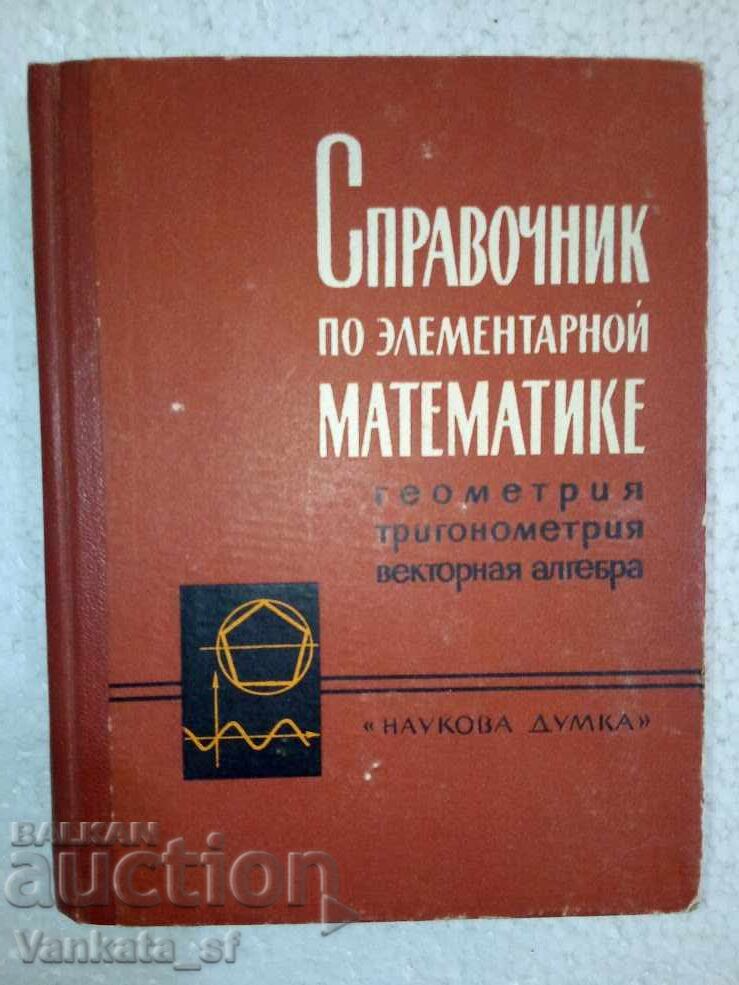 Справочник
по элементарной
математике
геометрия
тригонометрия
векторная алгебра
«НАУКОВА ДУМКА»
BALKAN
auction
Vankata_sf